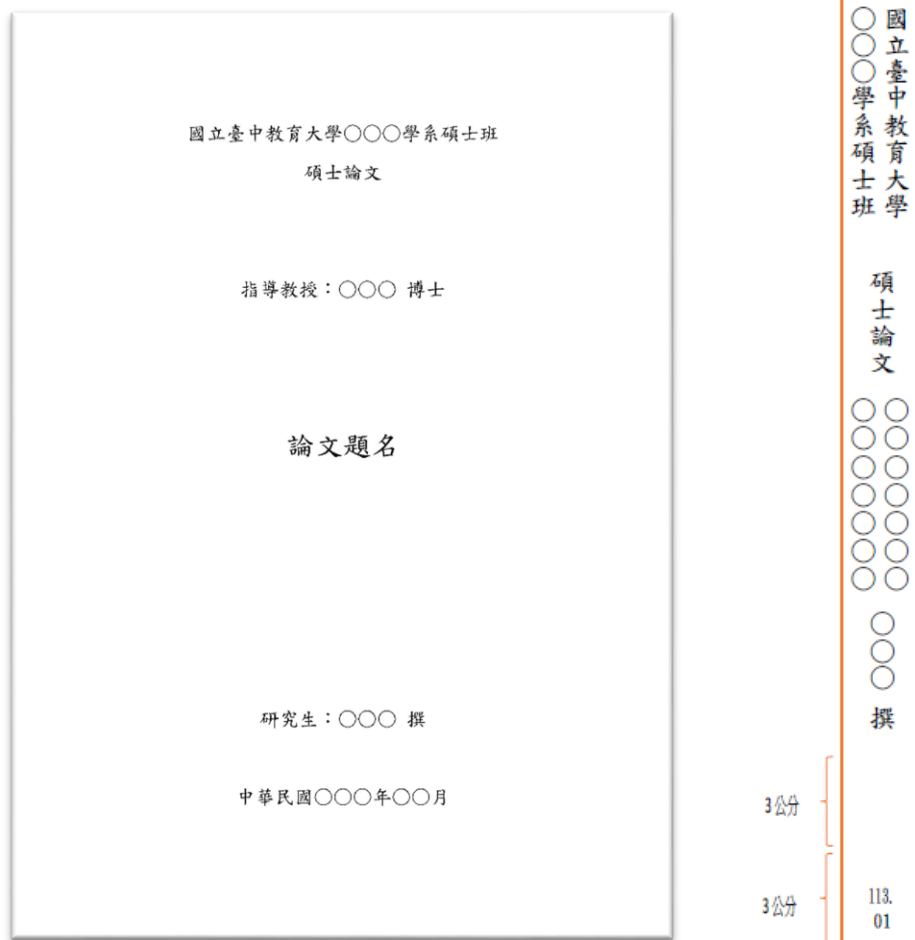 國立臺中教育大學○○○學系碩士班
碩士論文
指導教授：○○○ 博士
論文題名
研究生：○○○ 撰
中華民國○○○年○○月
國立臺中教育大學
○○○學系碩士班
碩士論文
○○○○○○○
○○○○○○○
○○○ 撰
3公分
3公分
113.
01